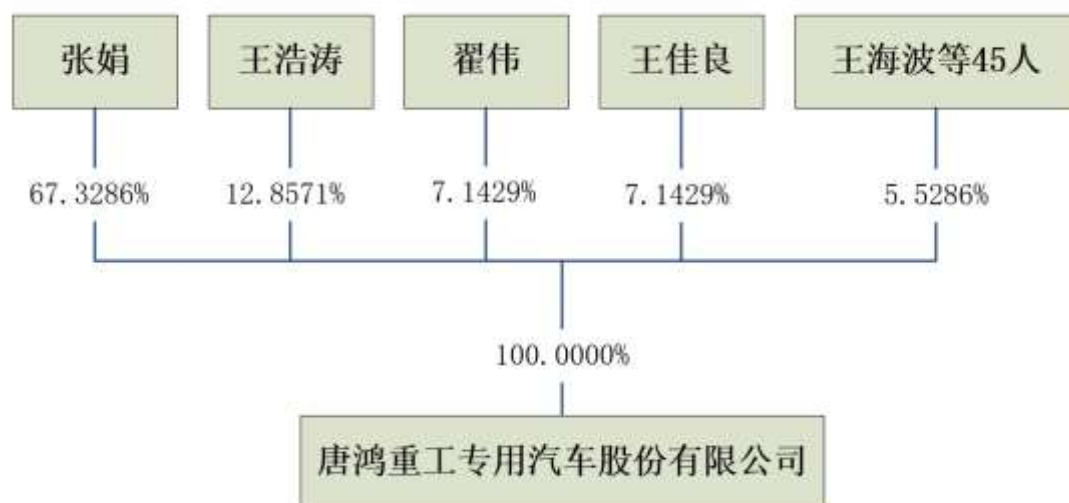 张娟 王浩涛 翟伟 王佳良 王海波等45人
67.3286% 12.8571% 7.1429% 7.1429% 5.5286%
100.0000%
唐鸿重工专用汽车股份有限公司